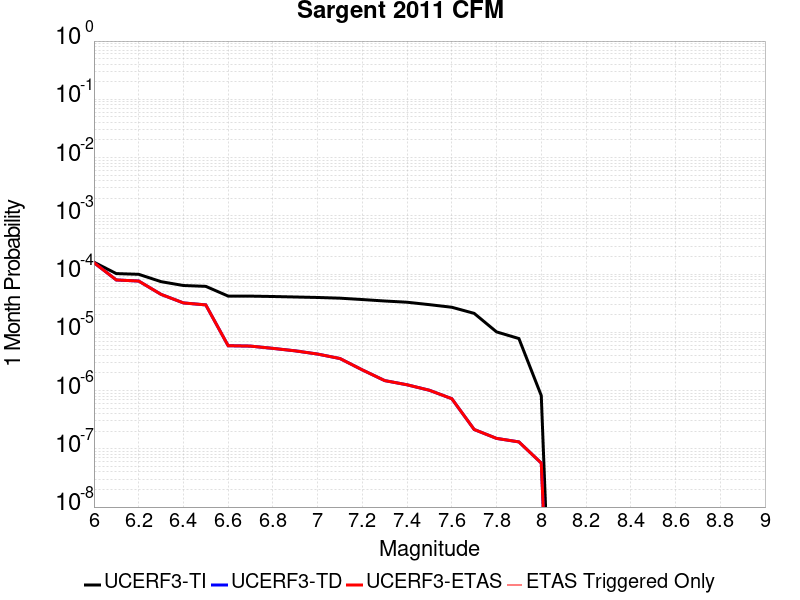 Sargent 2011 CFM
10^0
10^-1
10^-2
10^-3
10^-4
10^-5
10^-6
10^-7
10^-8
1 Month Probability
6 6.2 6.4 6.6 6.8 7 7.2 7.4 7.6 7.8 8 8.2 8.4 8.6 8.8 9
Magnitude
UCERF3-TI UCERF3-TD UCERF3-ETAS ETAS Triggered Only